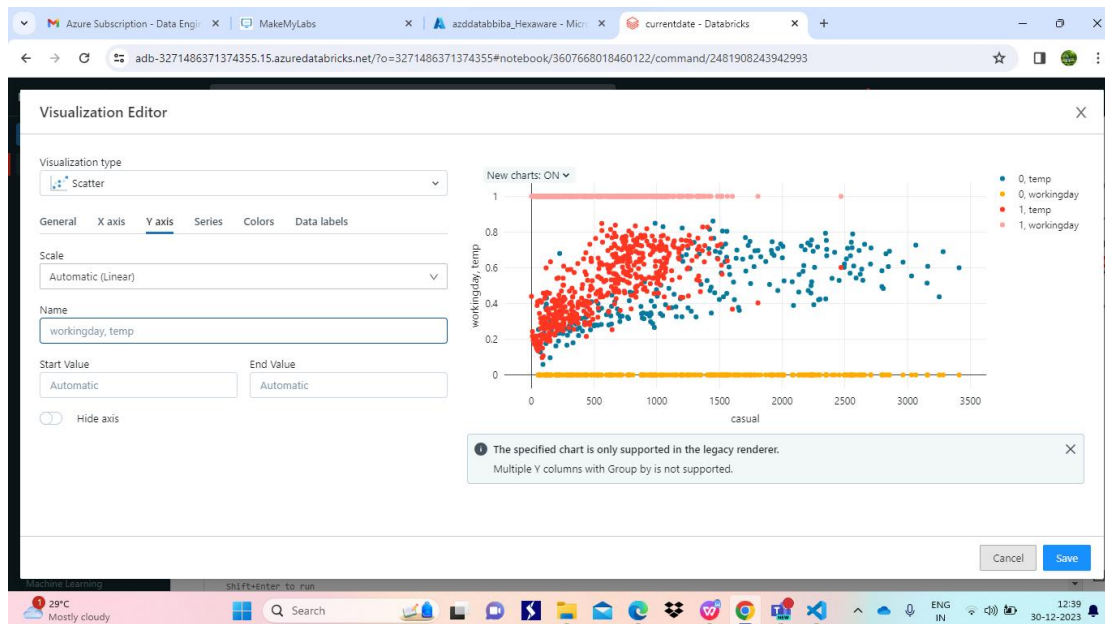 Azure Subscription - Data Engir
MakeMyLabs
azddatabbiba_Hexaware - Micr
currentdate - Databricks
adb-3271486371374355.15.azuredatabricks.net/?o=3271486371374355#notebook/3607668018460122/command/2481908243942993
Visualization Editor
Visualization type
Scatter
General X axis Y axis Series Colors Data labels
Scale
Automatic (Linear)
Name
workingday, temp
Start Value End Value
Automatic Automatic
Hide axis
New charts: ON
1
0.8
0.6
0.4
0.2
0
workingday, temp
0 500 1000 1500 2000 2500 3000 3500
casual
0, temp
0, workingday
1, temp
1, workingday
The specified chart is only supported in the legacy renderer.
Multiple Y columns with Group by is not supported.
Cancel Save
Machine Learning
Shift+Enter to run
1
29°C
Mostly cloudy
Search
NEW
ENG
IN
12:39
30-12-2023